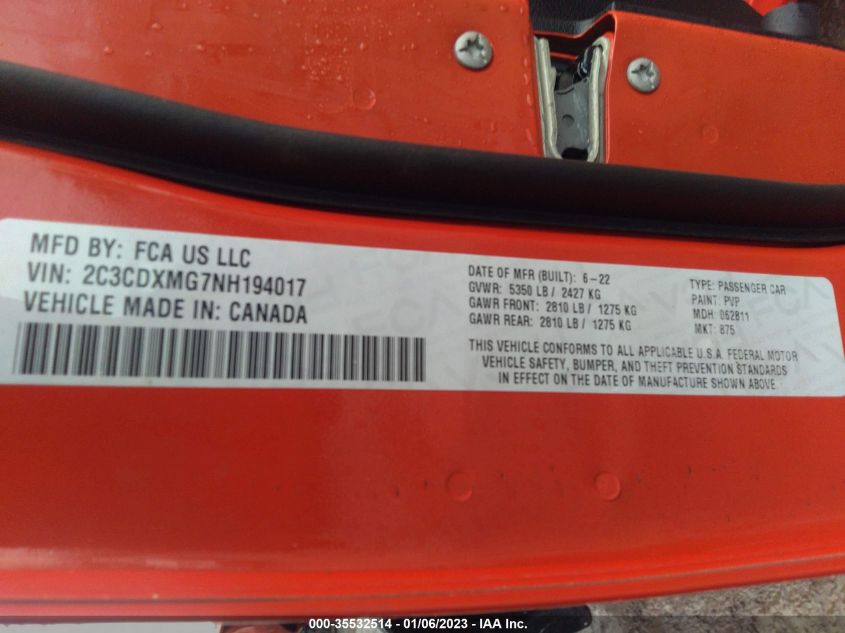 MFD BY: FCA US LLC
VIN: 2C3CDXMG7NH194017
VEHICLE MADE IN: CANADA
DATE OF MFR (BUILT): 6-22
GVWR: 5350 LB / 2427 KG
GAWR FRONT: 2810 LB / 1275 KG
GAWR REAR: 2810 LB / 1275 KG
TYPE: PASSENGER CAR
PAINT: PVP
MDH: 062811
MKT: 875
THIS VEHICLE CONFORMS TO ALL APPLICABLE U.S.A. FEDERAL MOTOR
VEHICLE SAFETY, BUMPER, AND THEFT PREVENTION STANDARDS
IN EFFECT ON THE DATE OF MANUFACTURE SHOWN ABOVE.
000-35532514 - 01/06/2023 - IAA Inc.